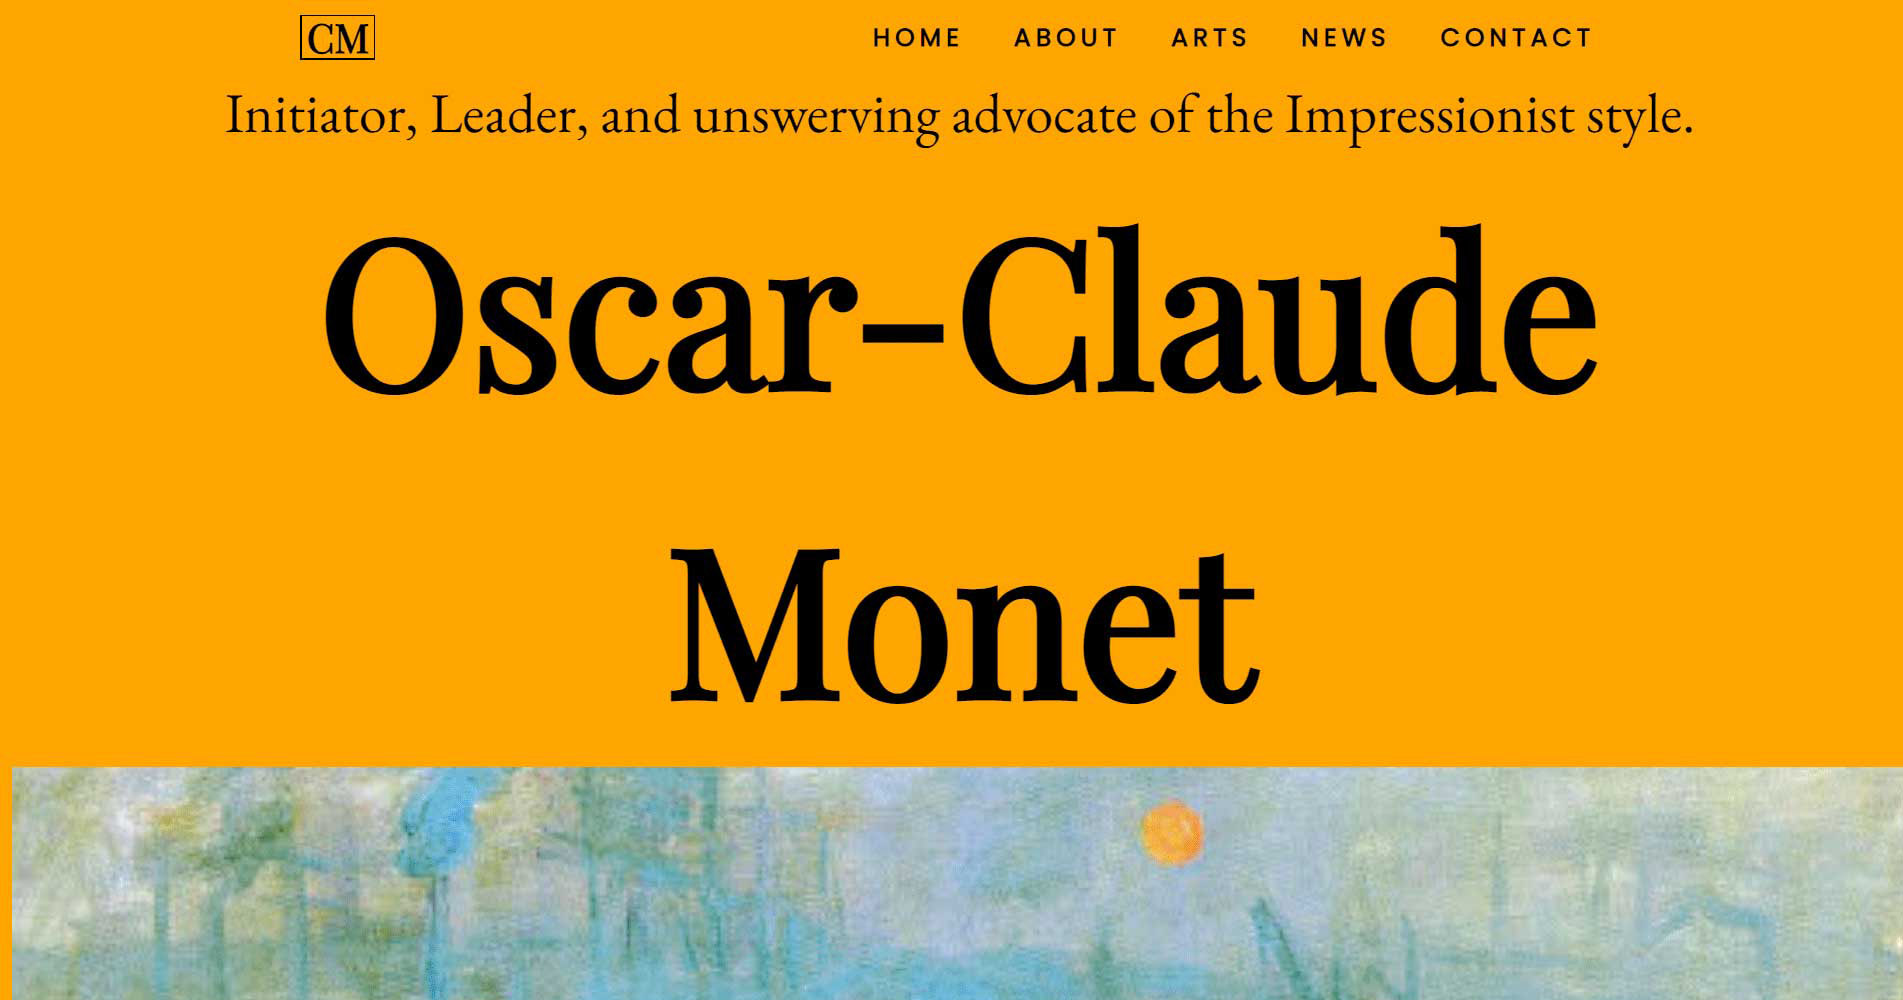 CM
HOME ABOUT ARTS NEWS CONTACT
Initiator, Leader, and unswerving advocate of the Impressionist style.
Oscar-Claude
Monet